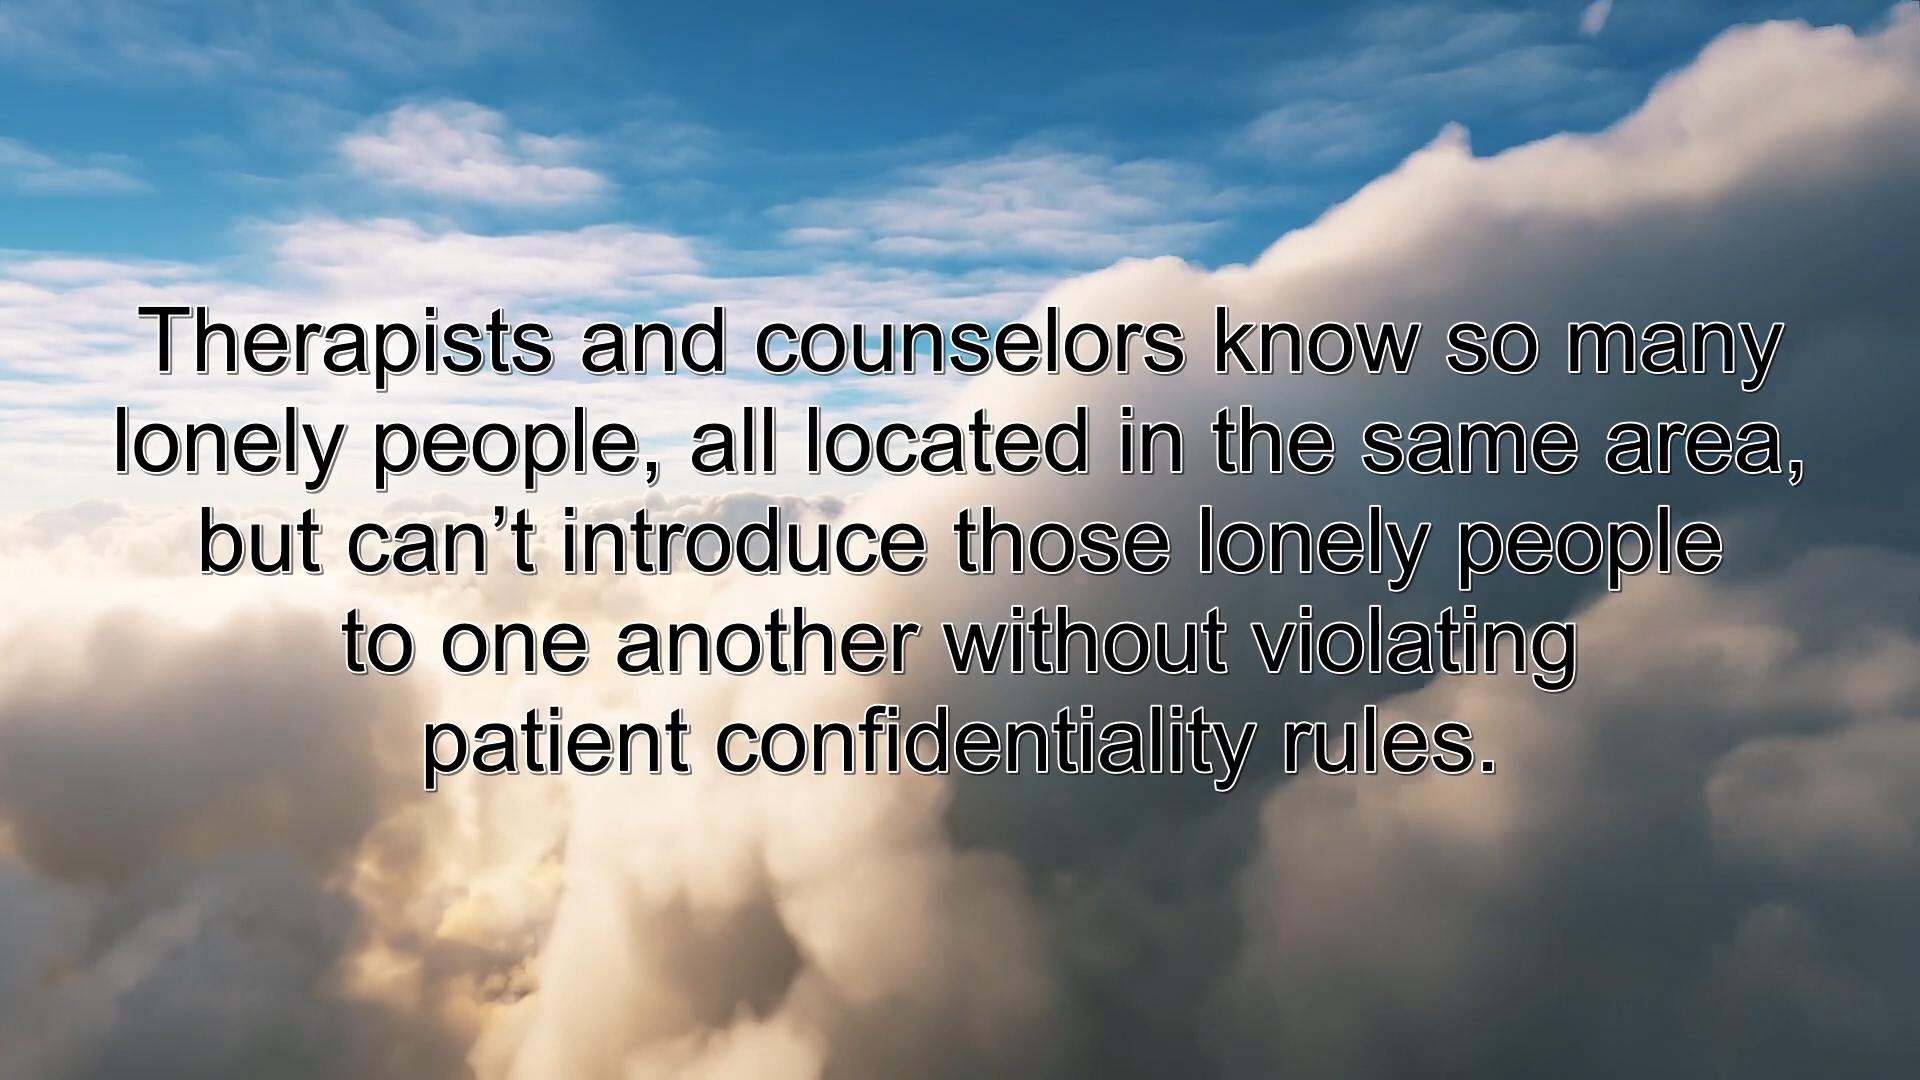 Therapists and counselors know so many
lonely people, all located in the same area,
but can’t introduce those lonely people
to one another without violating
patient confidentiality rules.